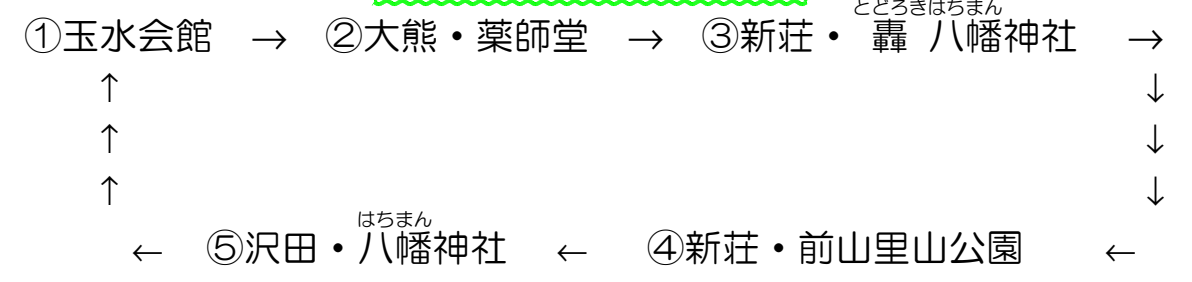 とどろきはちまん
①玉水会館 → ②大熊・薬師堂 → ③新荘・轟 八幡神社 →
↑ ↓
↑ ↓
↑ ↓
はちまん
← ⑤沢田・八幡神社 ← ④新荘・前山里山公園 ←